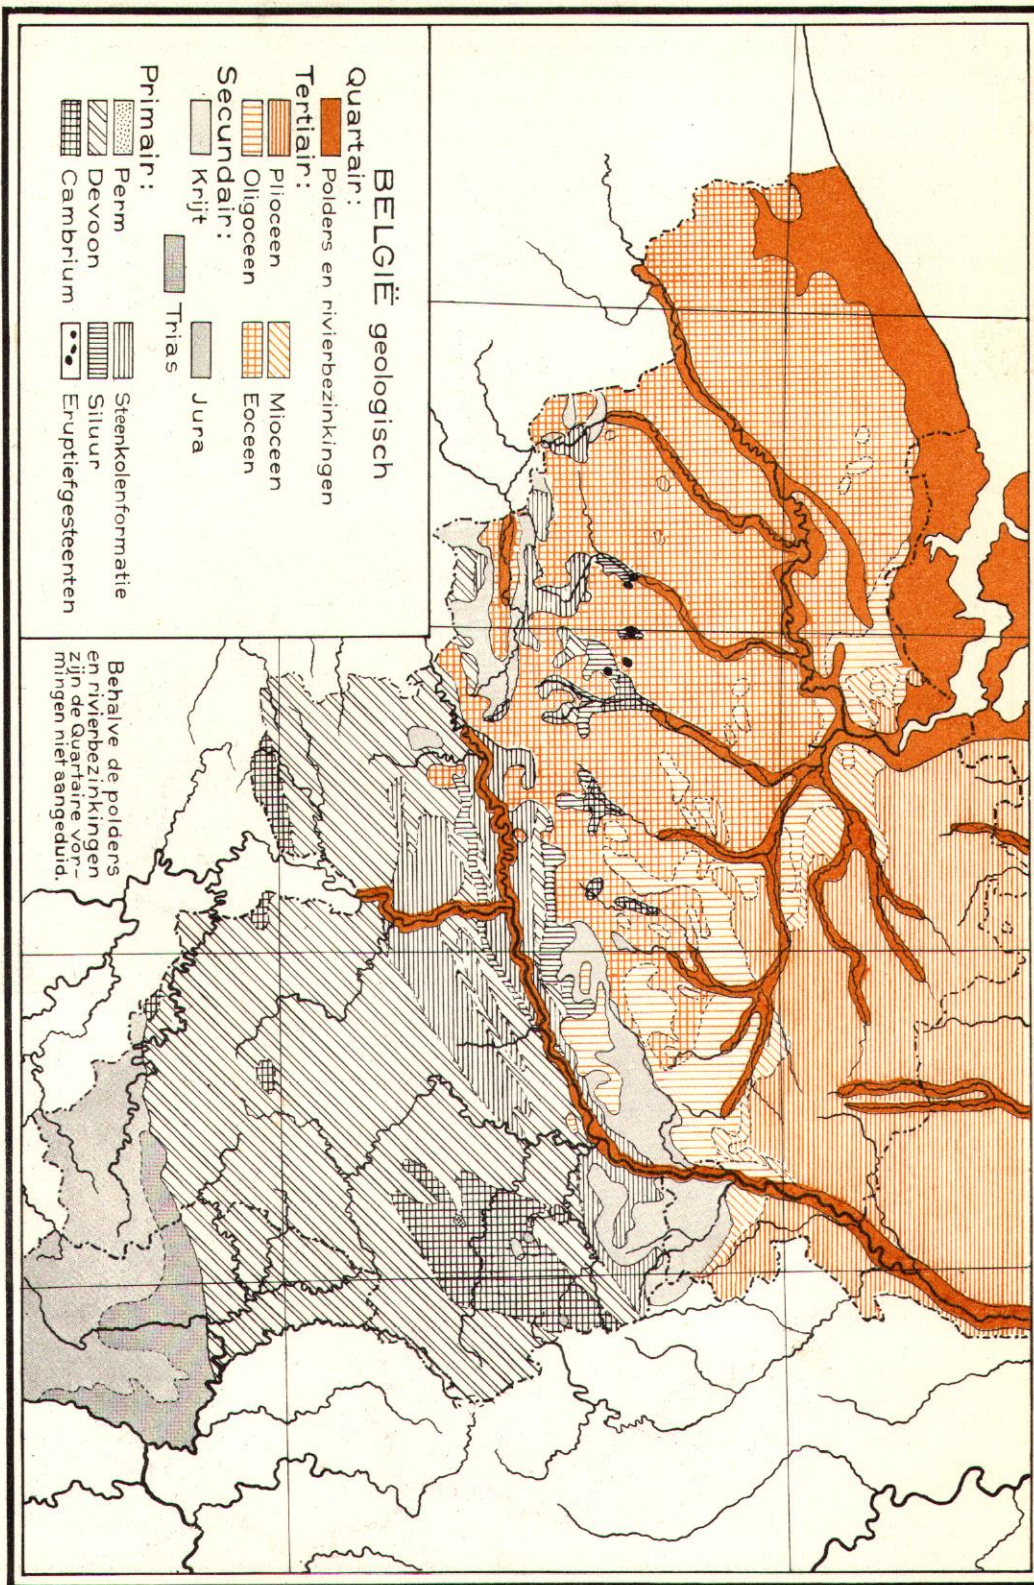 BELGIË geologisch
Quartair:
Polders en rivierbezinkingen
Tertiair:
Plioceen Mioceen
Oligoceen Eoceen
Secundair:
Krijt Jura
Trias
Primair:
Perm Steenkolenformatie
Devoon Siluur
Cambrium Eruptiefgesteenten
Behalve de polders
en rivierbezinkingen
zijn de Quartaire vor-
mingen niet aangeduid.